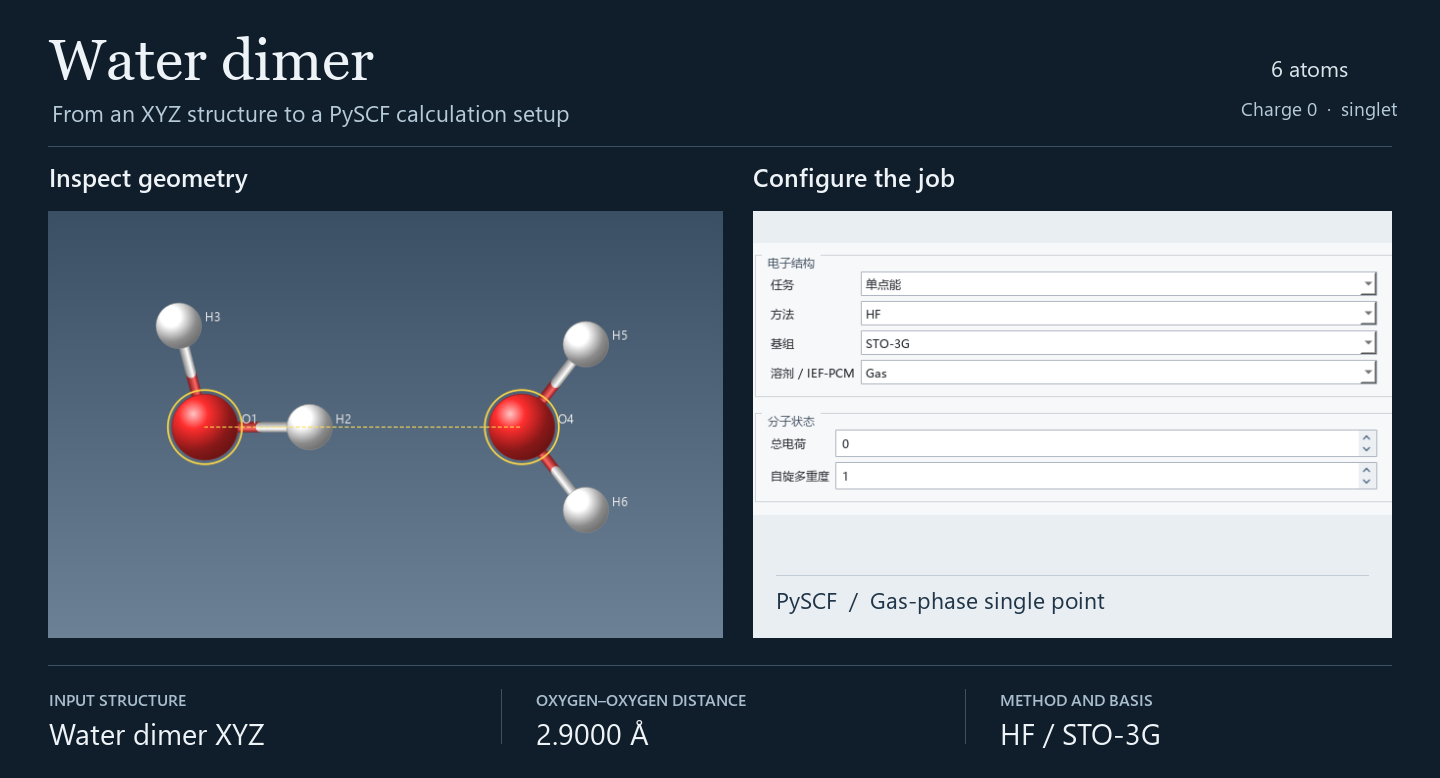 Water dimer
From an XYZ structure to a PySCF calculation setup
6 atoms
Charge 0 · singlet
Inspect geometry
H3
O1
H2
H5
O4
H6
Configure the job
电子结构
任务 单点能
方法 HF
基组 STO-3G
溶剂 / IEF-PCM Gas
分子状态
总电荷 0
自旋多重度 1
PySCF / Gas-phase single point
INPUT STRUCTURE
Water dimer XYZ
OXYGEN–OXYGEN DISTANCE
2.9000 Å
METHOD AND BASIS
HF / STO-3G